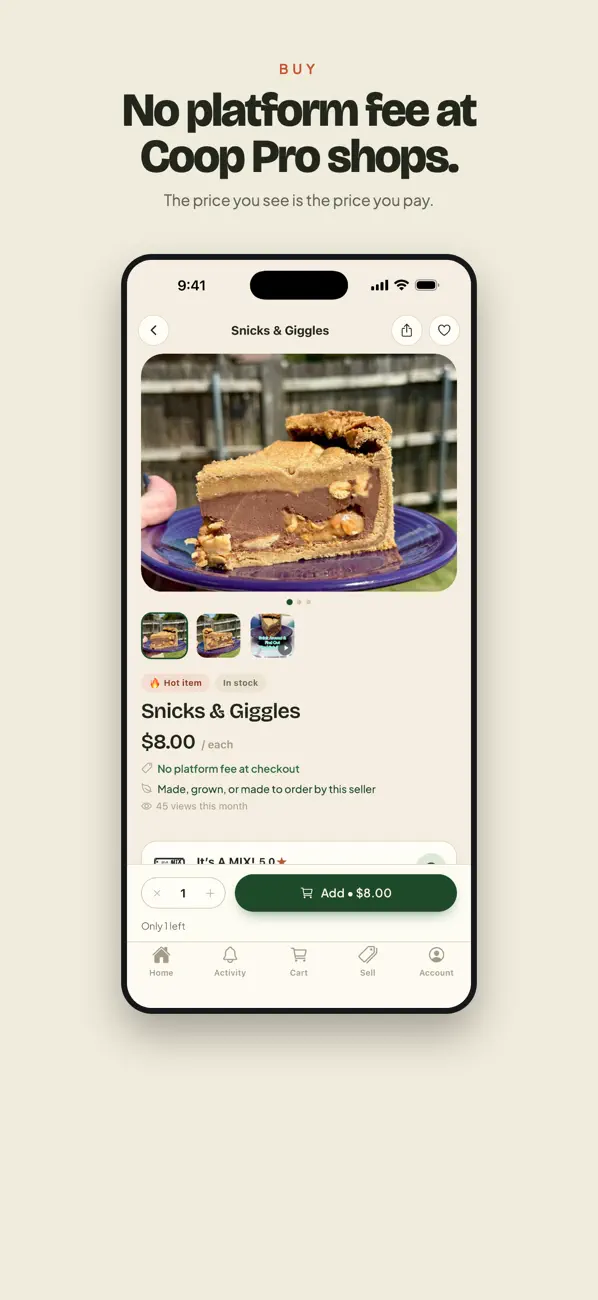 BUY
No platform fee at
Coop Pro shops.
The price you see is the price you pay.
9:41
Snicks & Giggles
🔥 Hot item
In stock
Snicks & Giggles
$8.00 / each
No platform fee at checkout
Made, grown, or made to order by this seller
45 views this month
It's A MIX! 5.0★
1
Add • $8.00
Only 1 left
Home
Activity
Cart
Sell
Account